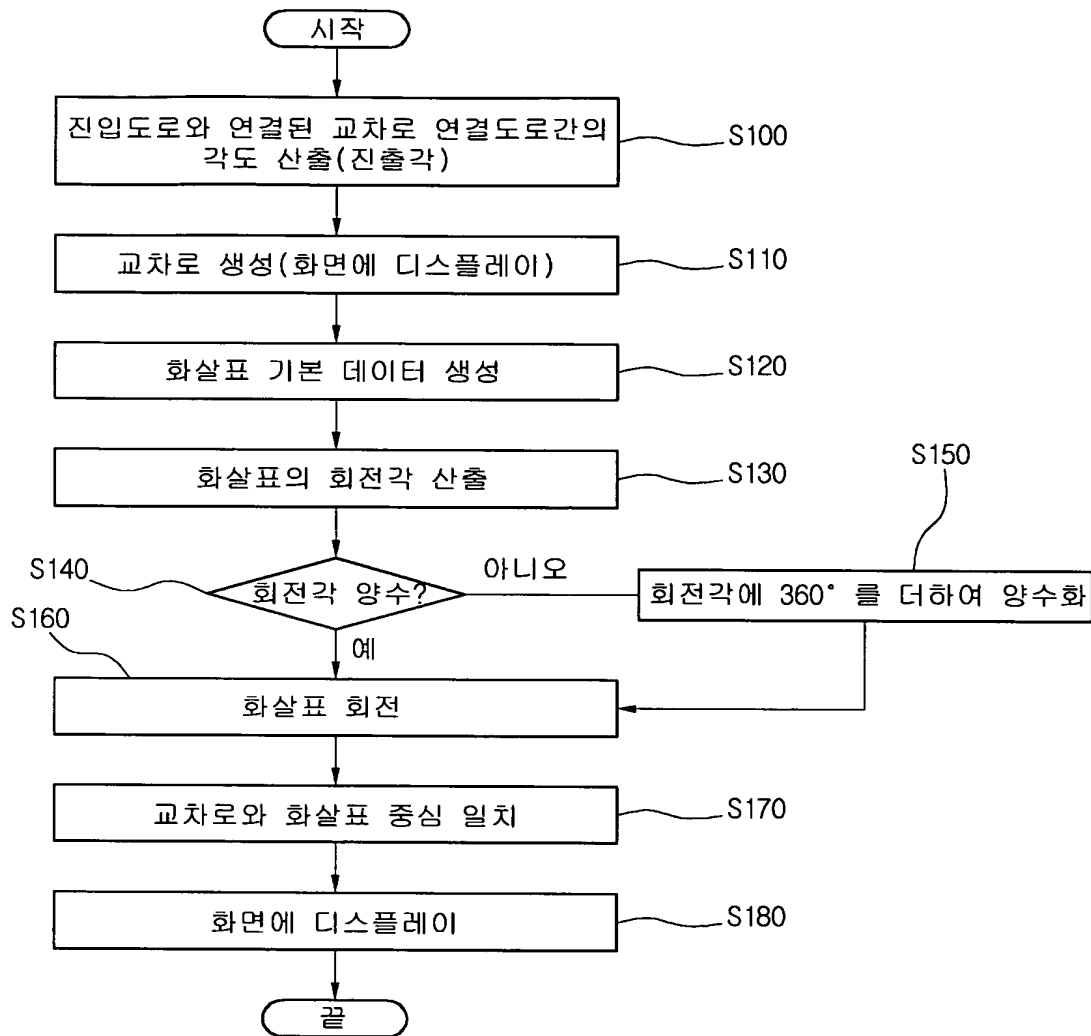 시작
진입도로와 연결된 교차로 연결도로간의
각도 산출(진출각)
S100
교차로 생성(화면에 디스플레이)
S110
화살표 기본 데이터 생성
S120
화살표의 회전각 산출
S130
S140
회전각 양수?
아니오
S150
회전각에 360° 를 더하여 양수화
예
S160
화살표 회전
교차로와 화살표 중심 일치
S170
화면에 디스플레이
S180
끝